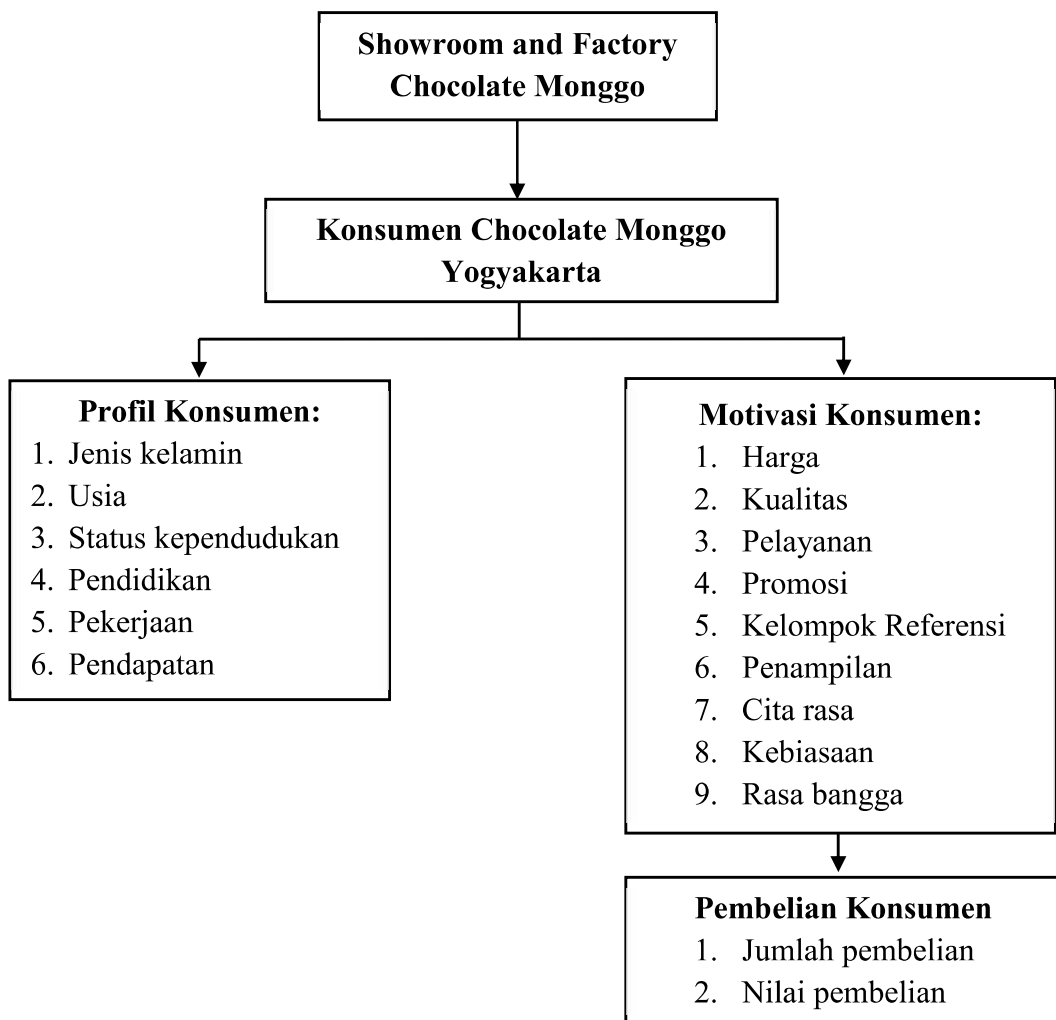 Showroom and Factory
Chocolate Monggo
Konsumen Chocolate Monggo
Yogyakarta
Profil Konsumen:
1. Jenis kelamin
2. Usia
3. Status kependudukan
4. Pendidikan
5. Pekerjaan
6. Pendapatan
Motivasi Konsumen:
1. Harga
2. Kualitas
3. Pelayanan
4. Promosi
5. Kelompok Referensi
6. Penampilan
7. Cita rasa
8. Kebiasaan
9. Rasa bangga
Pembelian Konsumen
1. Jumlah pembelian
2. Nilai pembelian